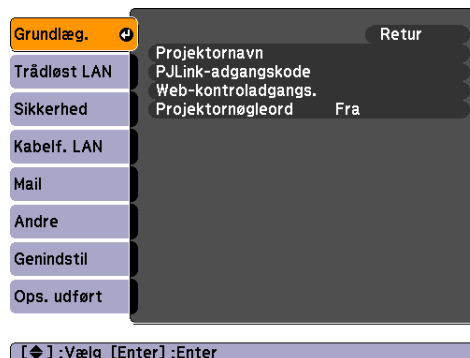 Grundlæg.
Retur
Projektornavn
Trådløst LAN
PJLink-adgangskode
Web-kontroladgangs.
Sikkerhed
Projektornøgleord Fra
Kabelf. LAN
Mail
Andre
Genindstil
Ops. udført
[ ] :Vælg [Enter] :Enter